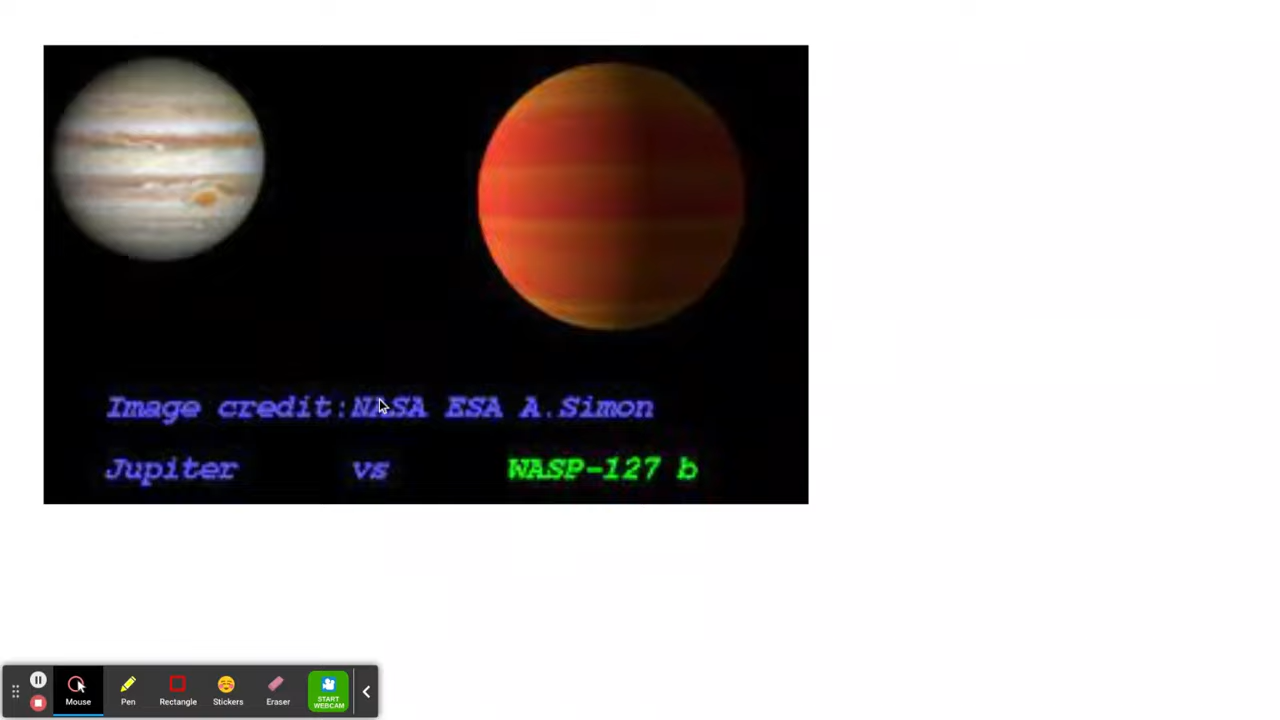 Image credit:NASA ESA A.Simon
Jupiter vs WASP-127 b
Mouse Pen Rectangle Stickers Eraser START WEBCAM